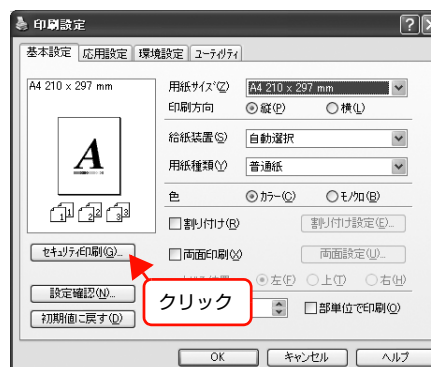 印刷設定
基本設定 応用設定 環境設定 ユーティリティ
A4 210 x 297 mm
用紙サイズ(Z) A4 210 x 297 mm
印刷方向 縦(P) 横(L)
給紙装置(S) 自動選択
用紙種類(Y) 普通紙
A
色 カラー(C) モノクロ(B)
1 1 2 2 3 3
割り付け(R) 割り付け設定(E)...
セキュリティ印刷(G)... 両面印刷(X) 両面設定(U)...
左(F) 上(T) 右(H)
クリック
設定確認(N)... 部単位で印刷(O)
初期値に戻す(D)
OK キャンセル ヘルプ